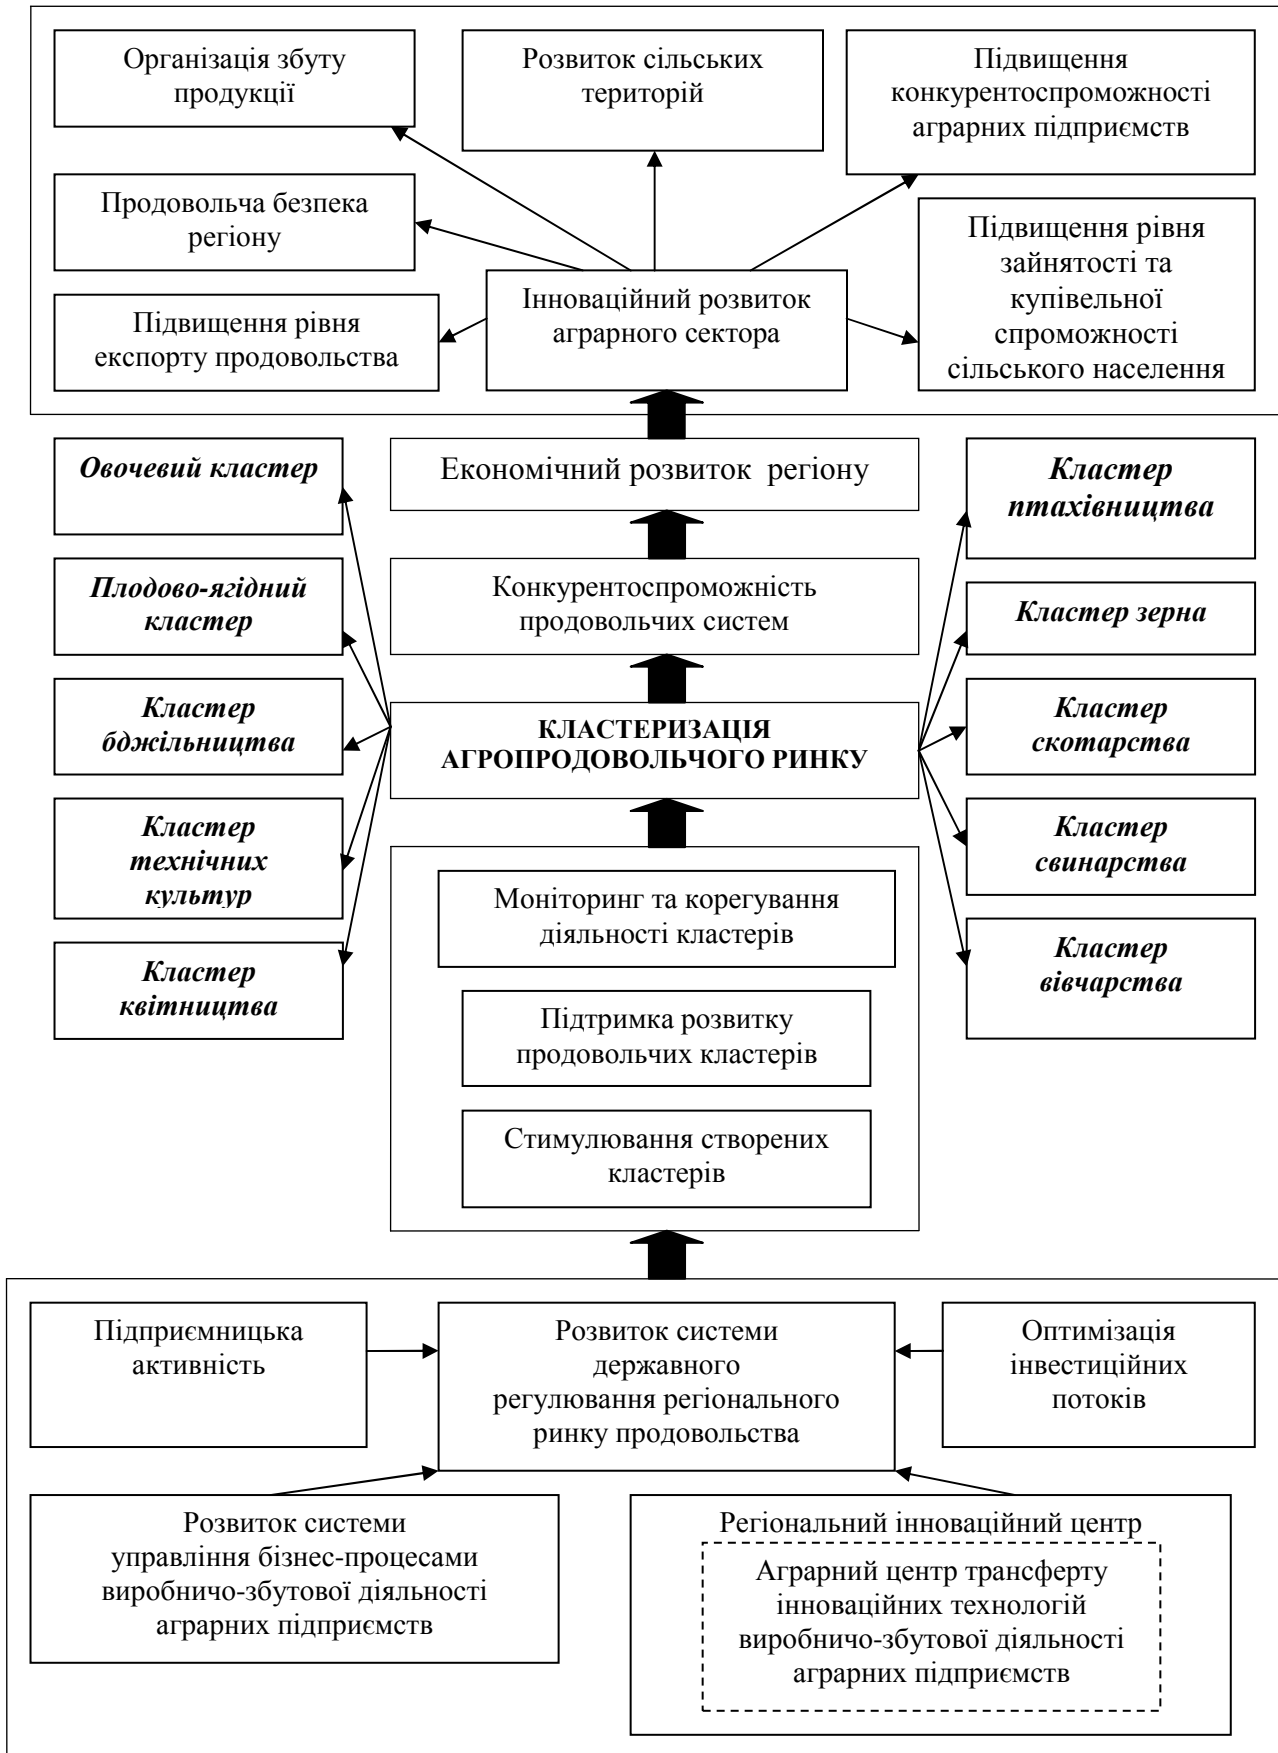 Організація збуту
продукції
Розвиток сільських
територій
Підвищення
конкурентоспроможності
аграрних підприємств
Продовольча безпека
регіону
Підвищення рівня
зайнятості та
купівельної
спроможності
сільського населення
Інноваційний розвиток
аграрного сектора
Підвищення рівня
експорту продовольства
Овочевий кластер
Економічний розвиток регіону
Кластер
птахівництва
Плодово-ягідний
кластер
Конкурентоспроможність
продовольчих систем
Кластер зерна
Кластер
бджільництва
КЛАСТЕРИЗАЦІЯ
АГРОПРОДОВОЛЬЧОГО РИНКУ
Кластер
скотарства
Кластер
технічних
культур
Кластер
свинарства
Моніторинг та корегування
діяльності кластерів
Кластер
квітництва
Кластер
вівчарства
Підтримка розвитку
продовольчих кластерів
Стимулювання створених
кластерів
Підприємницька
активність
Розвиток системи
державного
регулювання регіонального
ринку продовольства
Оптимізація
інвестиційних
потоків
Розвиток системи
управління бізнес-процесами
виробничо-збутової діяльності
аграрних підприємств
Регіональний інноваційний центр
Аграрний центр трансферту
інноваційних технологій
виробничо-збутової діяльності
аграрних підприємств